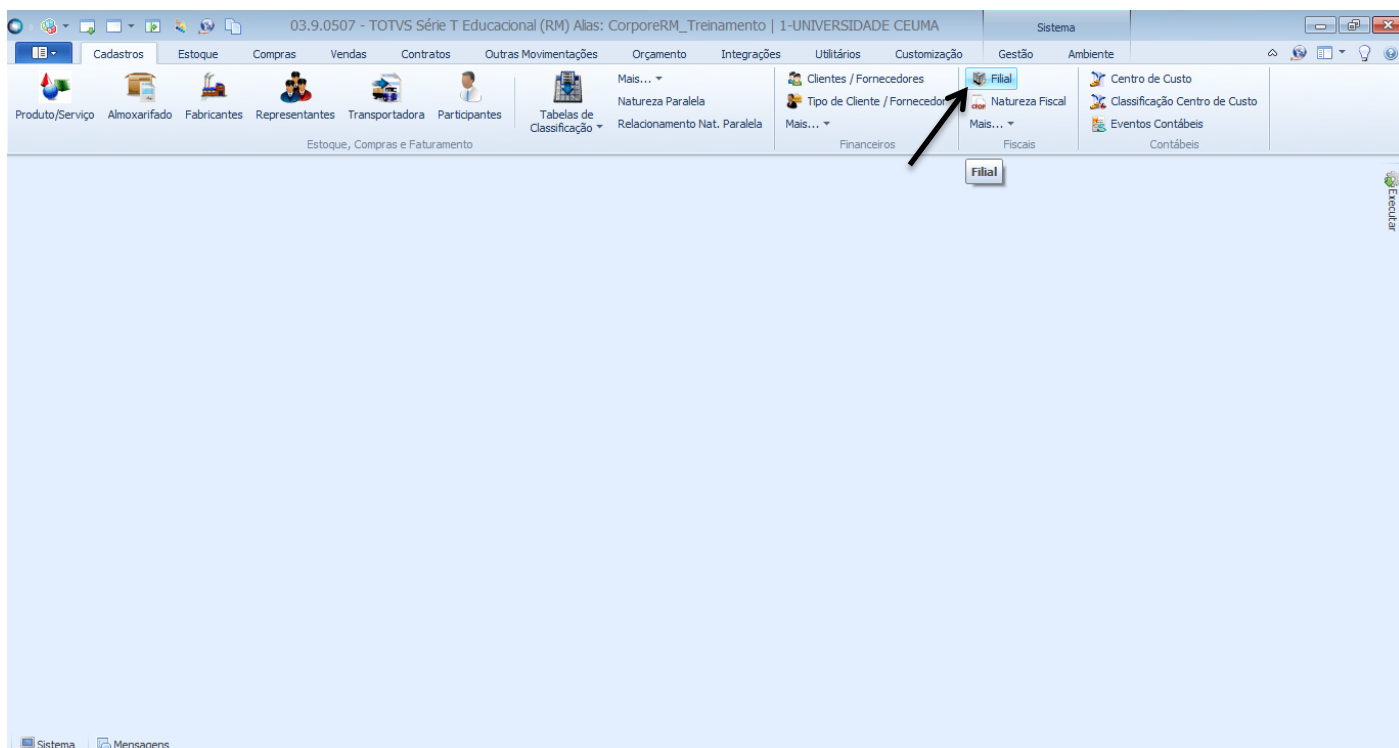 03.9.0507 - TOTVS Série T Educacional (RM) Alias: CorporeRM_Treinamento | 1-UNIVERSIDADE CEUMA
Sistema
Cadastros Estoque Compras Vendas Contratos Outras Movimentações Orçamento Integrações Utilitários Customização Gestão Ambiente
Produto/Serviço Almoxarifado Fabricantes Representantes Transportadora Participantes
Tabelas de
Classificação
Mais...
Natureza Paralela
Relacionamento Nat. Paralela
Estoque, Compras e Faturamento
Clientes / Fornecedores
Tipo de Cliente / Fornecedor
Mais...
Financeiros
Filial
Natureza Fiscal
Mais...
Fiscais
Centro de Custo
Classificação Centro de Custo
Eventos Contábeis
Contábeis
Filial
Executar
Sistema Mensagens